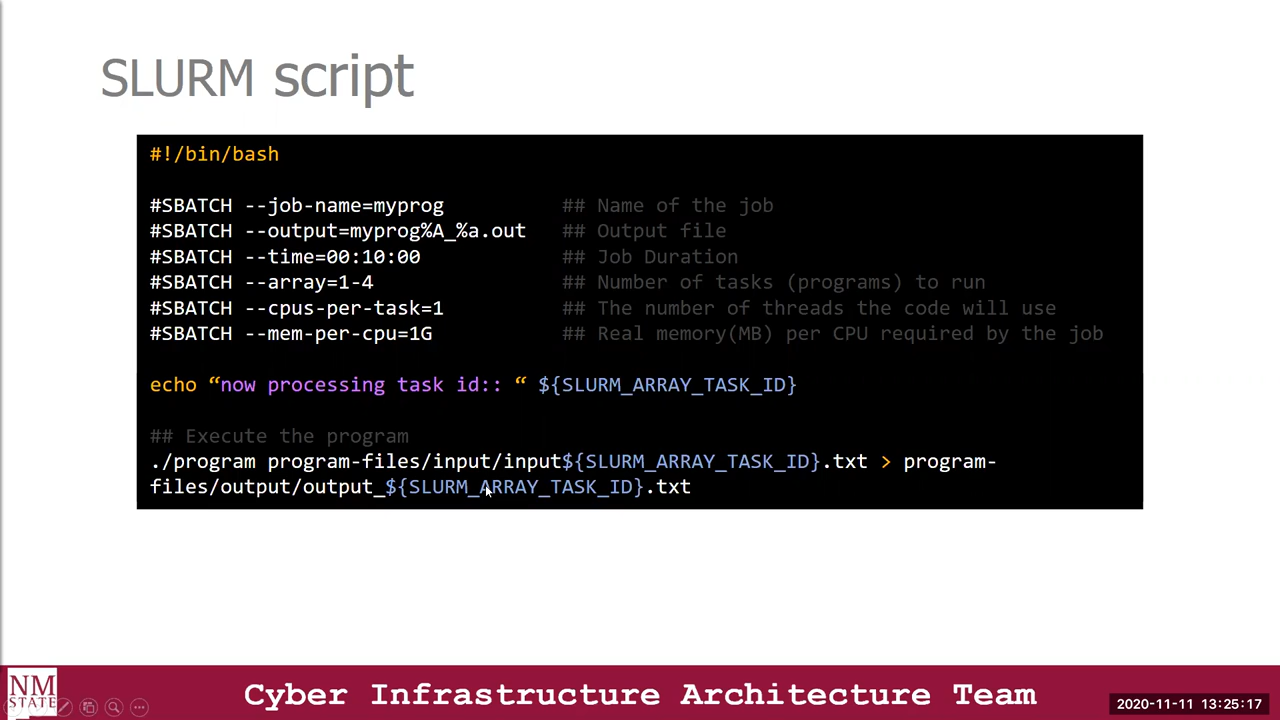 SLURM script
#!/bin/bash
#SBATCH --job-name=myprog ## Name of the job
#SBATCH --output=myprog%A_%a.out ## Output file
#SBATCH --time=00:10:00 ## Job Duration
#SBATCH --array=1-4 ## Number of tasks (programs) to run
#SBATCH --cpus-per-task=1 ## The number of threads the code will use
#SBATCH --mem-per-cpu=1G ## Real memory(MB) per CPU required by the job
echo “now processing task id:: “ ${SLURM_ARRAY_TASK_ID}
## Execute the program
./program program-files/input/input${SLURM_ARRAY_TASK_ID}.txt > program-
files/output/output_${SLURM_ARRAY_TASK_ID}.txt
NM
STATE
Cyber Infrastructure Architecture Team
2020-11-11 13:25:17